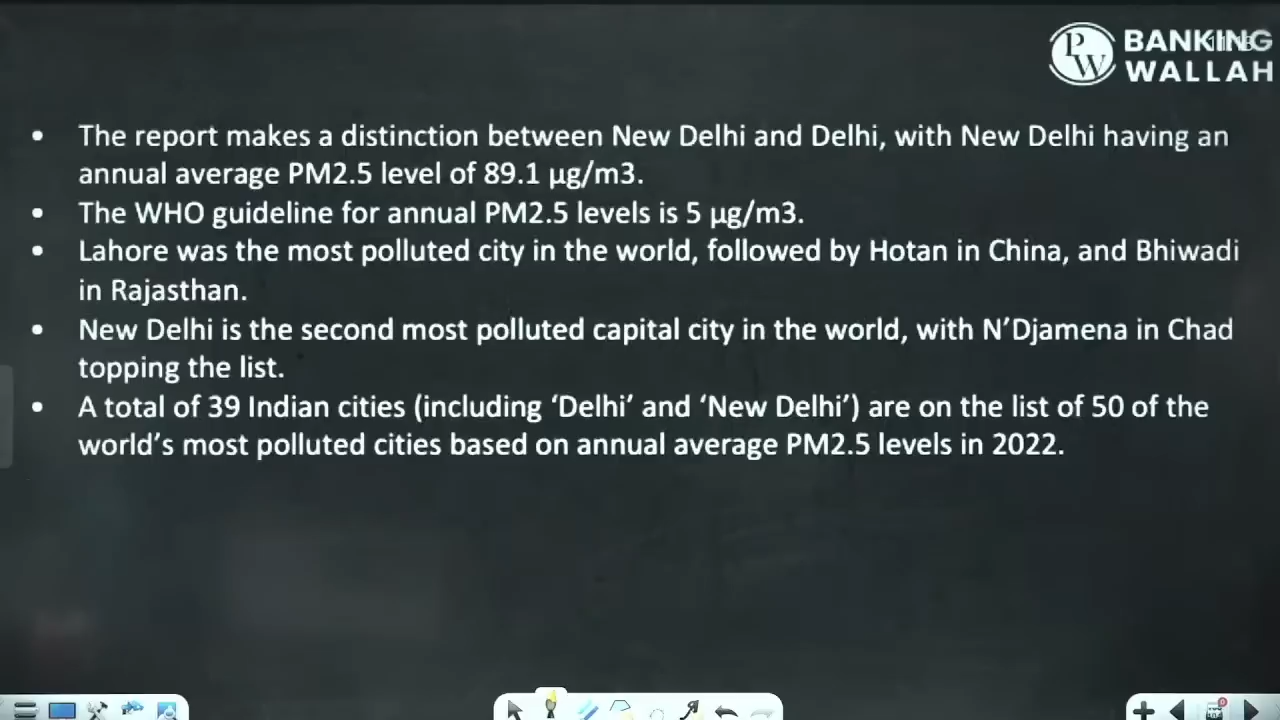 PW
BANKING
WALLAH
• The report makes a distinction between New Delhi and Delhi, with New Delhi having an
annual average PM2.5 level of 89.1 µg/m3.
• The WHO guideline for annual PM2.5 levels is 5 µg/m3.
• Lahore was the most polluted city in the world, followed by Hotan in China, and Bhiwadi
in Rajasthan.
• New Delhi is the second most polluted capital city in the world, with N’Djamena in Chad
topping the list.
• A total of 39 Indian cities (including ‘Delhi’ and ‘New Delhi’) are on the list of 50 of the
world’s most polluted cities based on annual average PM2.5 levels in 2022.